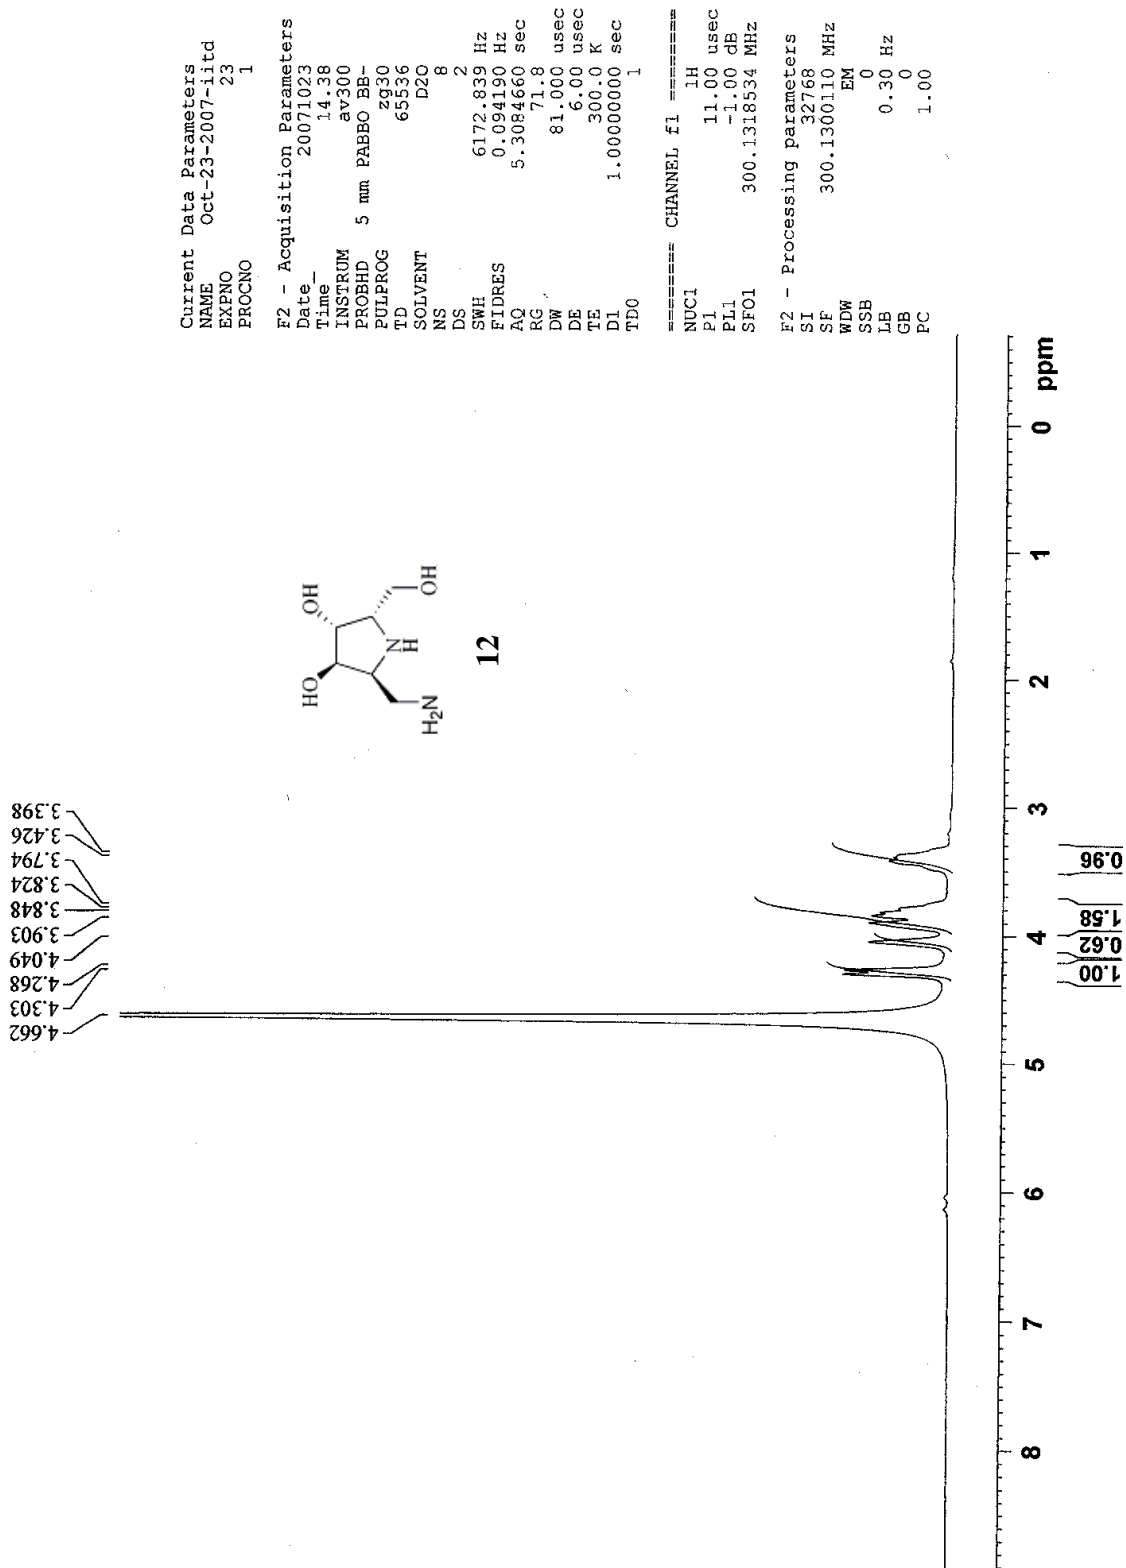 Current Data Parameters
NAME Oct-23-2007-iitd
EXPNO 23
PROCNO 1
F2 - Acquisition Parameters
Date_ 20071023
Time 14.38
INSTRUM av300
PROBHD 5 mm PABBO BB-
PULPROG zg30
TD 65536
SOLVENT D2O
NS 8
DS 2
SWH 6172.839 Hz
FIDRES 0.094190 Hz
AQ 5.3084660 sec
RG 71.8
DW 81.000 usec
DE 6.00 usec
TE 300.0 K
D1 1.00000000 sec
TD0 1
======== CHANNEL f1 ========
NUC1 1H
P1 11.00 usec
PL1 -1.00 dB
SFO1 300.1318534 MHz
F2 - Processing parameters
SI 32768
SF 300.1300110 MHz
WDW EM
SSB 0
LB 0.30 Hz
GB 0
PC 1.00
4.662
4.303
4.268
4.049
3.903
3.848
3.824
3.794
3.426
3.398
HO
OH
H2N
N
H
OH
12
8
7
6
5
4
3
2
1
0
ppm
1.00
0.62
1.58
0.96